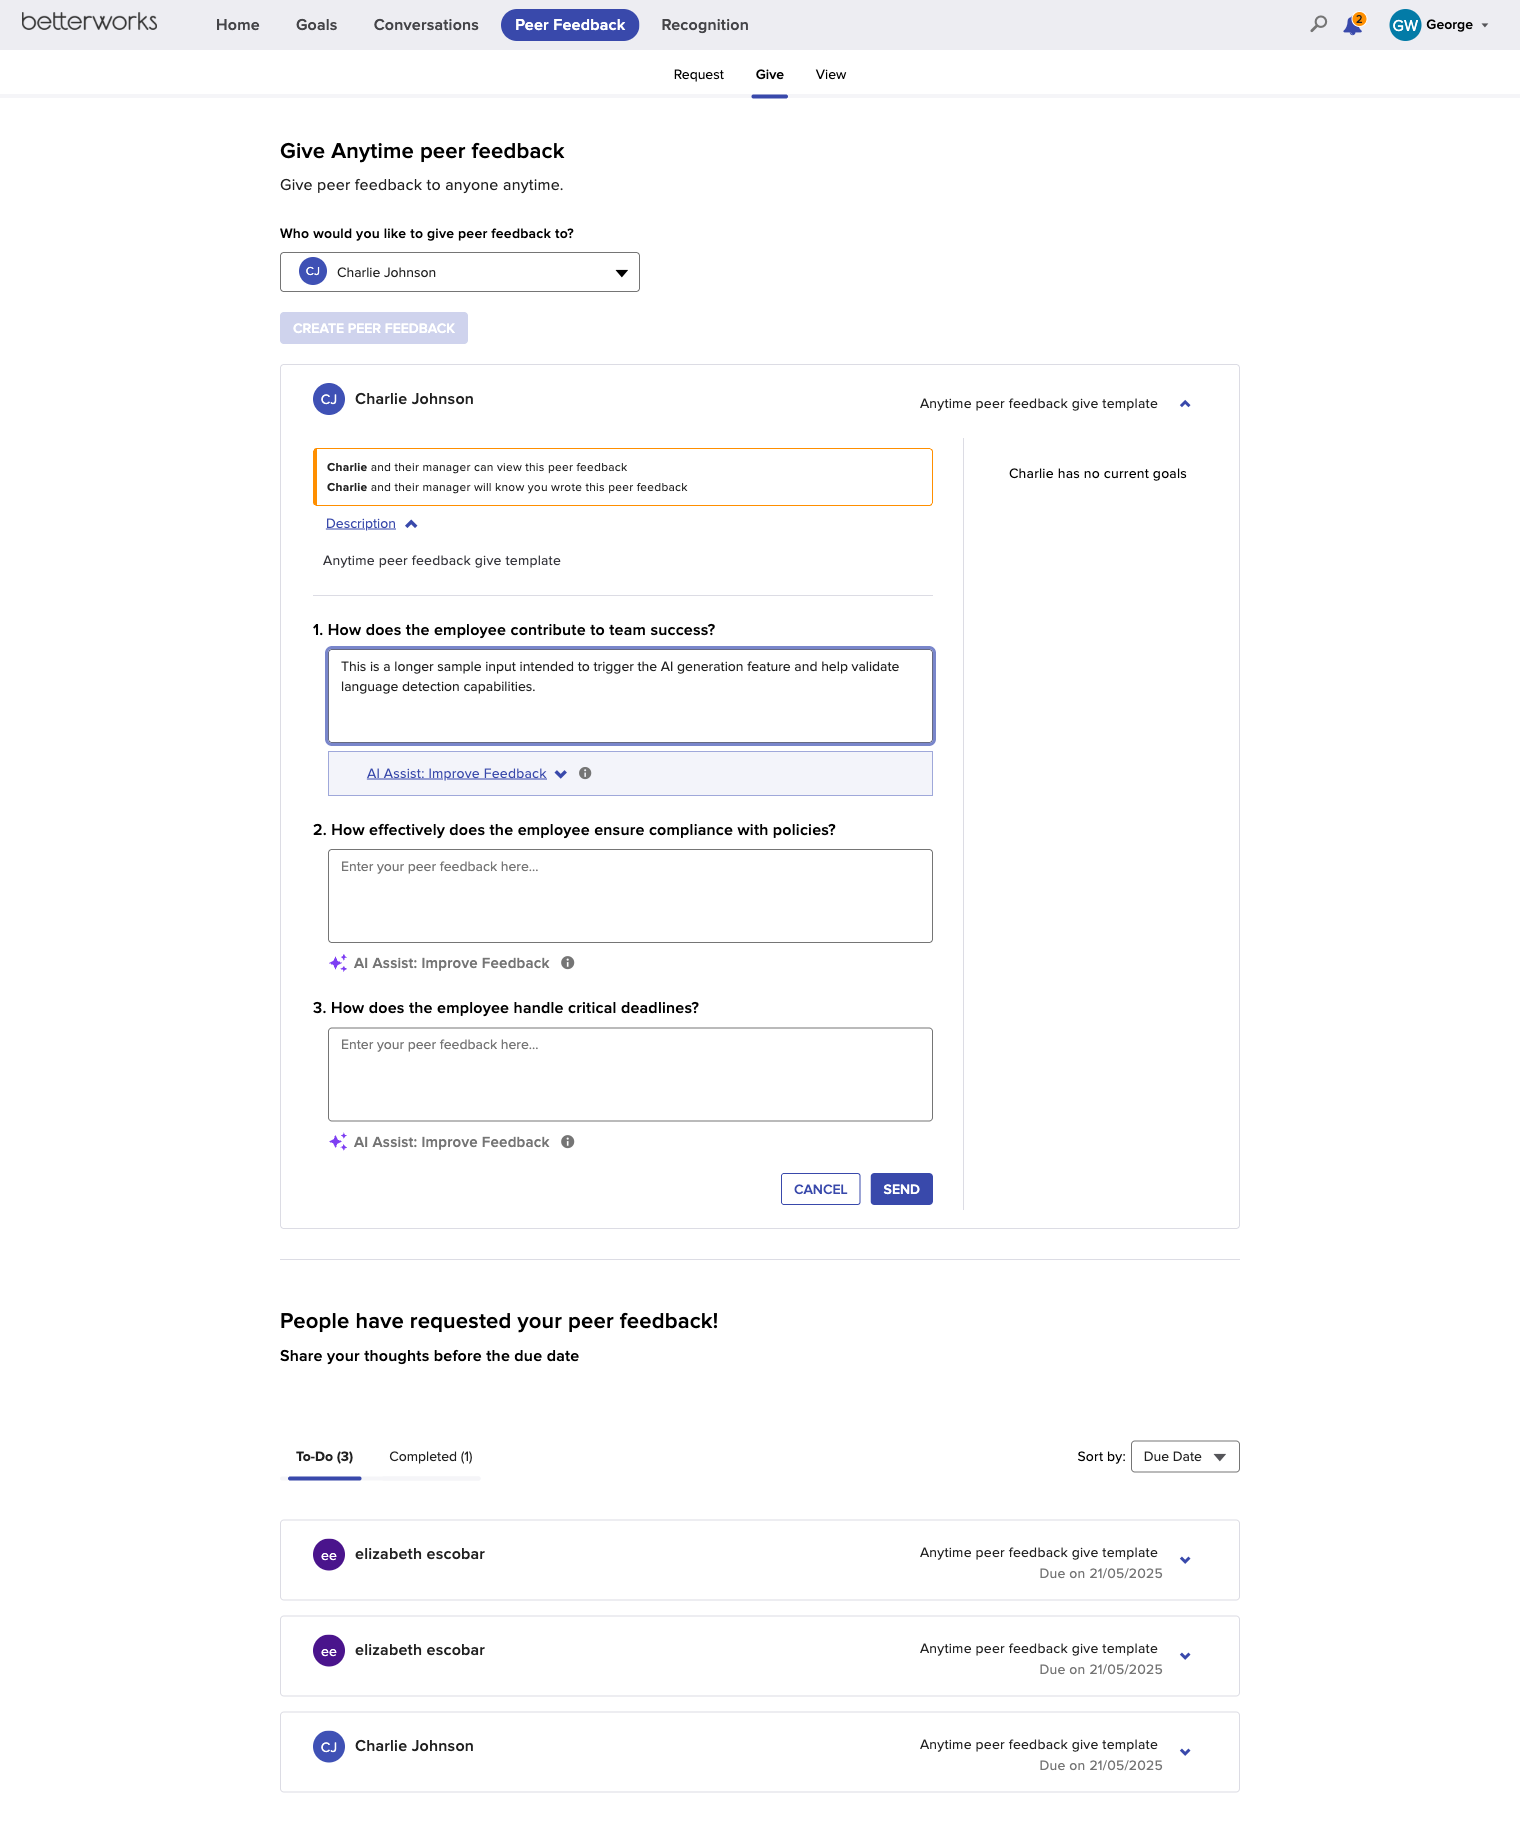 betterworks
Home Goals Conversations Peer Feedback Recognition
2
GW George
Request Give View
Give Anytime peer feedback
Give peer feedback to anyone anytime.
Who would you like to give peer feedback to?
CJ Charlie Johnson
CREATE PEER FEEDBACK
CJ Charlie Johnson
Anytime peer feedback give template
Charlie and their manager can view this peer feedback
Charlie and their manager will know you wrote this peer feedback
Charlie has no current goals
Description
Anytime peer feedback give template
1. How does the employee contribute to team success?
This is a longer sample input intended to trigger the AI generation feature and help validate
language detection capabilities.
AI Assist: Improve Feedback
2. How effectively does the employee ensure compliance with policies?
Enter your peer feedback here...
AI Assist: Improve Feedback
3. How does the employee handle critical deadlines?
Enter your peer feedback here...
AI Assist: Improve Feedback
CANCEL SEND
People have requested your peer feedback!
Share your thoughts before the due date
To-Do (3) Completed (1)
Sort by: Due Date
ee elizabeth escobar
Anytime peer feedback give template
Due on 21/05/2025
ee elizabeth escobar
Anytime peer feedback give template
Due on 21/05/2025
CJ Charlie Johnson
Anytime peer feedback give template
Due on 21/05/2025